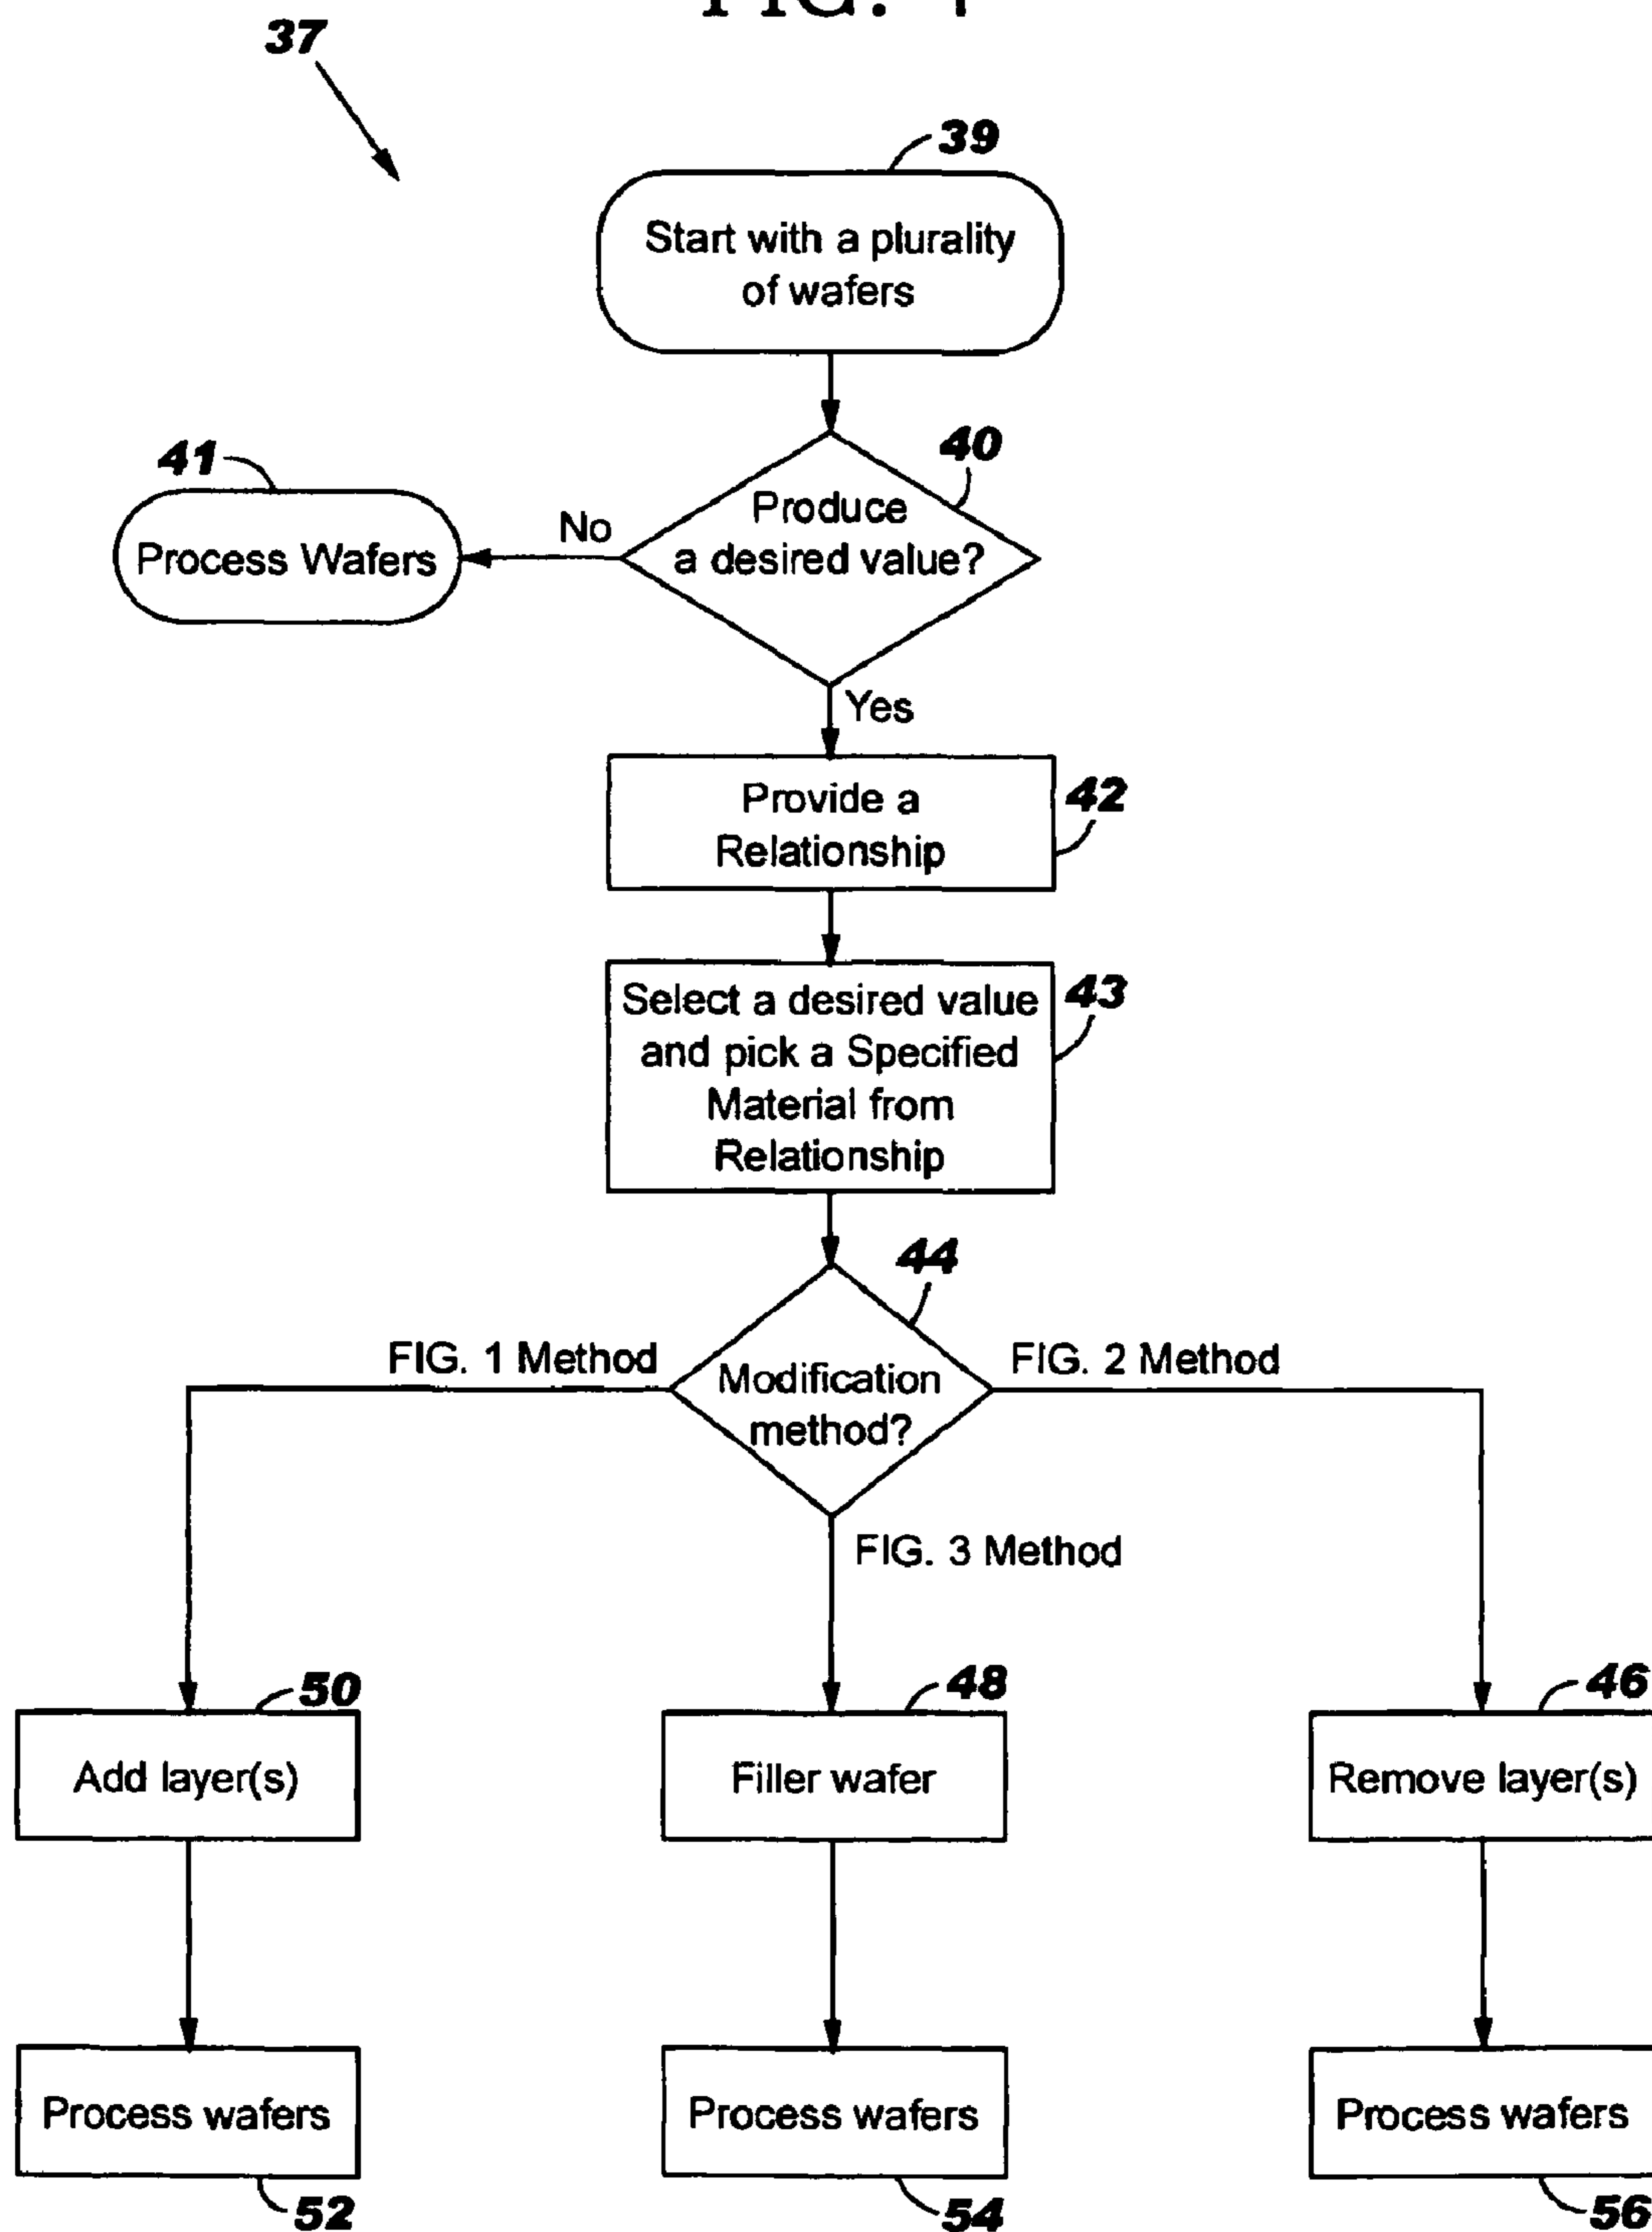 FIG. 4
37
39
Start with a plurality
of wafers
40
Produce
a desired value?
41
No
Process Wafers
Yes
Provide a
Relationship
42
Select a desired value
and pick a Specified
Material from
Relationship
43
44
FIG. 1 Method
Modification
method?
FIG. 2 Method
FIG. 3 Method
50
48
46
Add layer(s)
Filler wafer
Remove layer(s)
Process wafers
Process wafers
Process wafers
52
54
56